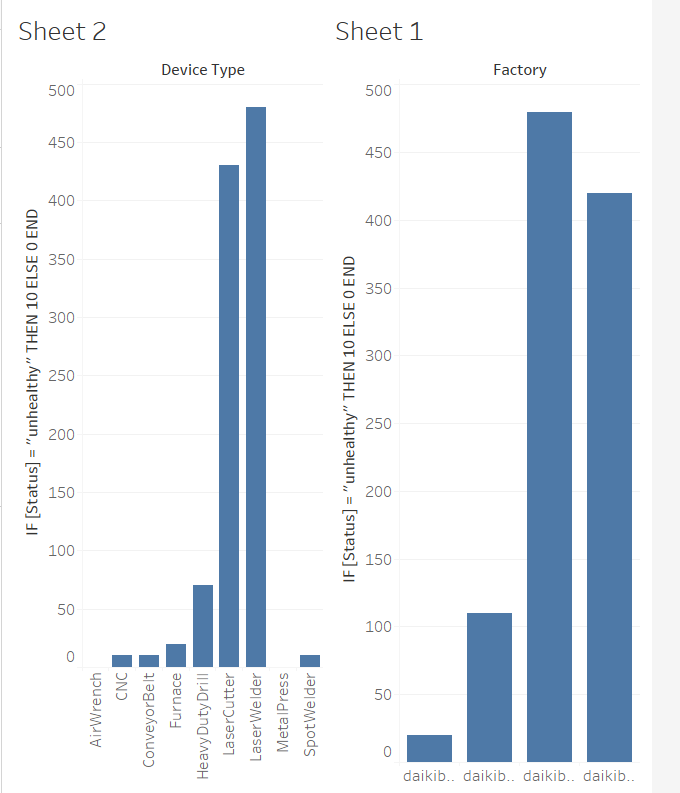 Sheet 2
Device Type
IF [Status] = "unhealthy" THEN 10 ELSE 0 END
500
450
400
350
300
250
200
150
100
50
0
AirWrench
CNC
ConveyorBelt
Furnace
HeavyDutyDrill
LaserCutter
LaserWelder
MetalPress
SpotWelder
Sheet 1
Factory
IF [Status] = "unhealthy" THEN 10 ELSE 0 END
500
450
400
350
300
250
200
150
100
50
0
daikib..
daikib..
daikib..
daikib..